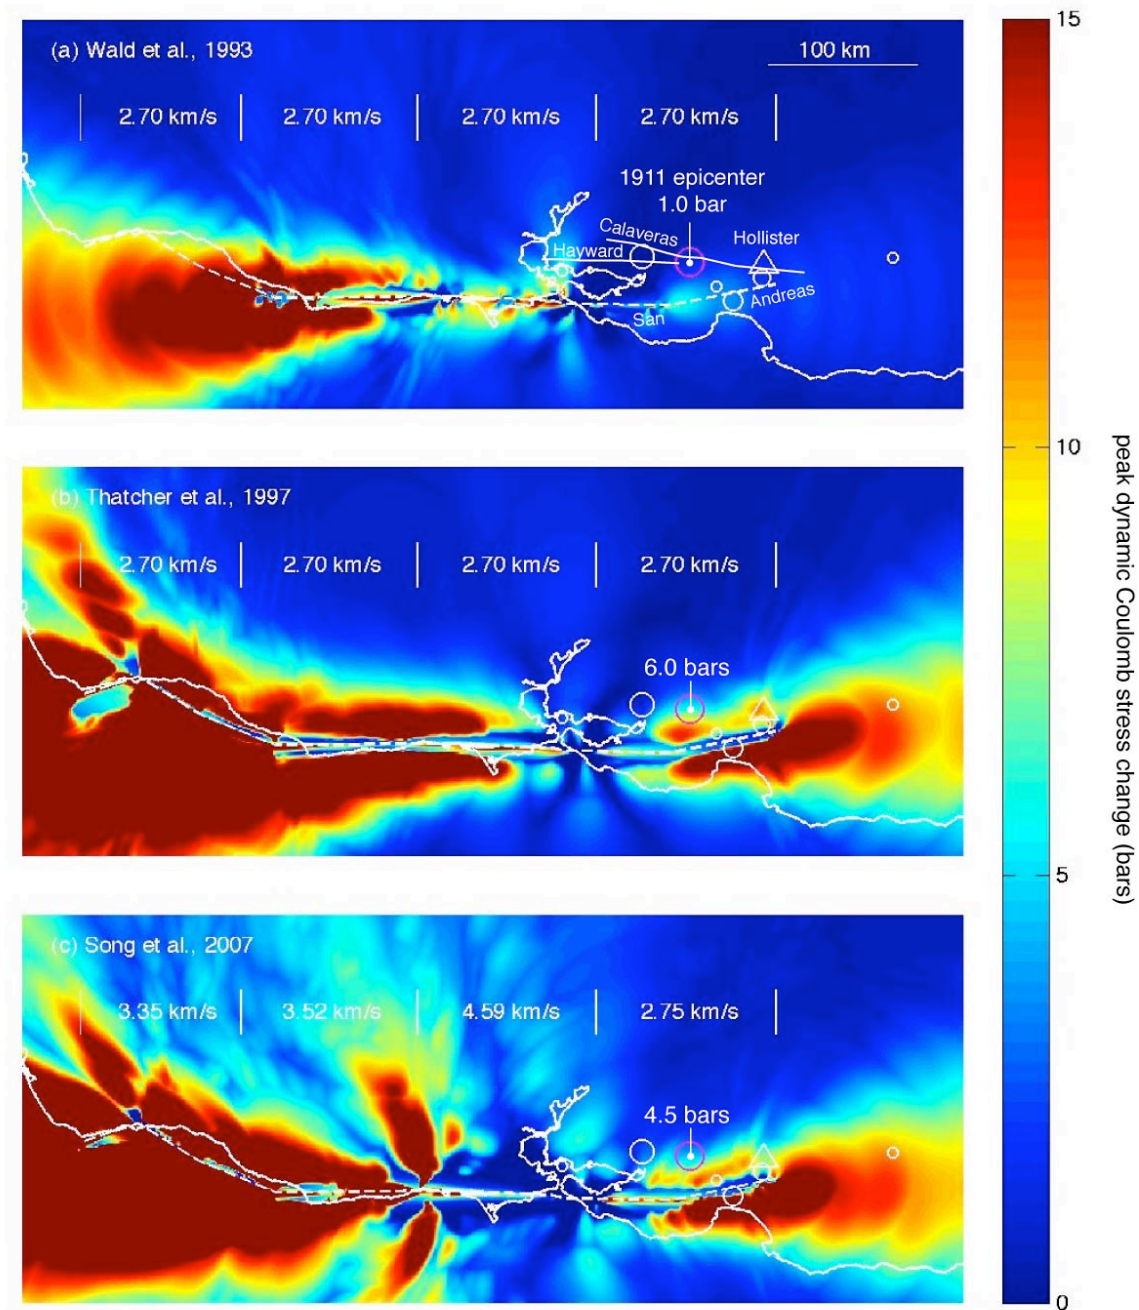 (a) Wald et al., 1993
100 km
2.70 km/s 2.70 km/s 2.70 km/s 2.70 km/s
1911 epicenter
1.0 bar
Calaveras
Hayward
Hollister
San
Andreas
(b) Thatcher et al., 1997
2.70 km/s 2.70 km/s 2.70 km/s 2.70 km/s
6.0 bars
(c) Song et al., 2007
3.35 km/s 3.52 km/s 4.59 km/s 2.75 km/s
4.5 bars
15
10
5
0
peak dynamic Coulomb stress change (bars)